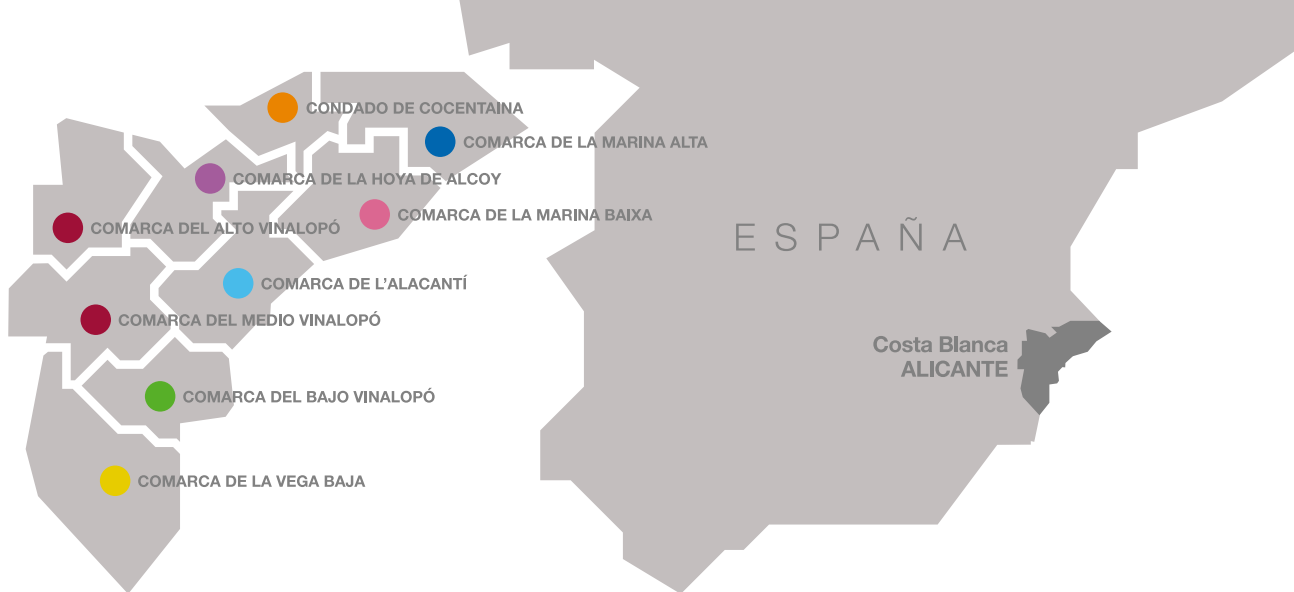 CONDADO DE COCENTAINA
COMARCA DE LA MARINA ALTA
COMARCA DE LA HOYA DE ALCOY
COMARCA DE LA MARINA BAIXA
COMARCA DEL ALTO VINALOPÓ
COMARCA DE L'ALACANTÍ
COMARCA DEL MEDIO VINALOPÓ
COMARCA DEL BAJO VINALOPÓ
COMARCA DE LA VEGA BAJA
ESPAÑA
Costa Blanca
ALICANTE